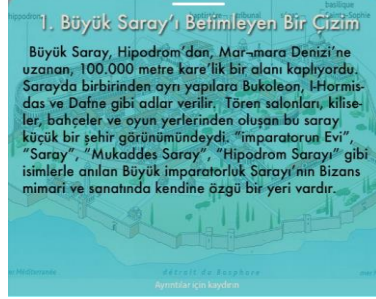 basilique
hippodrom
Sophie
1. Büyük Saray’ı Betimleyen Bir Çizim
Büyük Saray, Hipodrom’dan, Mar-mara Denizi’ne
uzanan, 100.000 metre kare’lik bir alanı kaplıyordu.
Sarayda birbirinden ayrı yapılara Bukoleon, I-Hormis-
das ve Dafne gibi adlar verilir, Tören salonları, kilise-
ler, bahçeler ve oyun yerlerinden oluşan bu saray
küçük bir şehir görünümündeydi. “imparatorun Evi”,
“Saray”, “Mukaddes Saray”, “Hipodrom Sarayı” gibi
isimlerle anılan Büyük imparatorluk Sarayı’nın Bizans
mimari ve sanatında kendine özgü bir yeri vardır.
détroit du Bosphore
Ayrıntılar için kaydırın